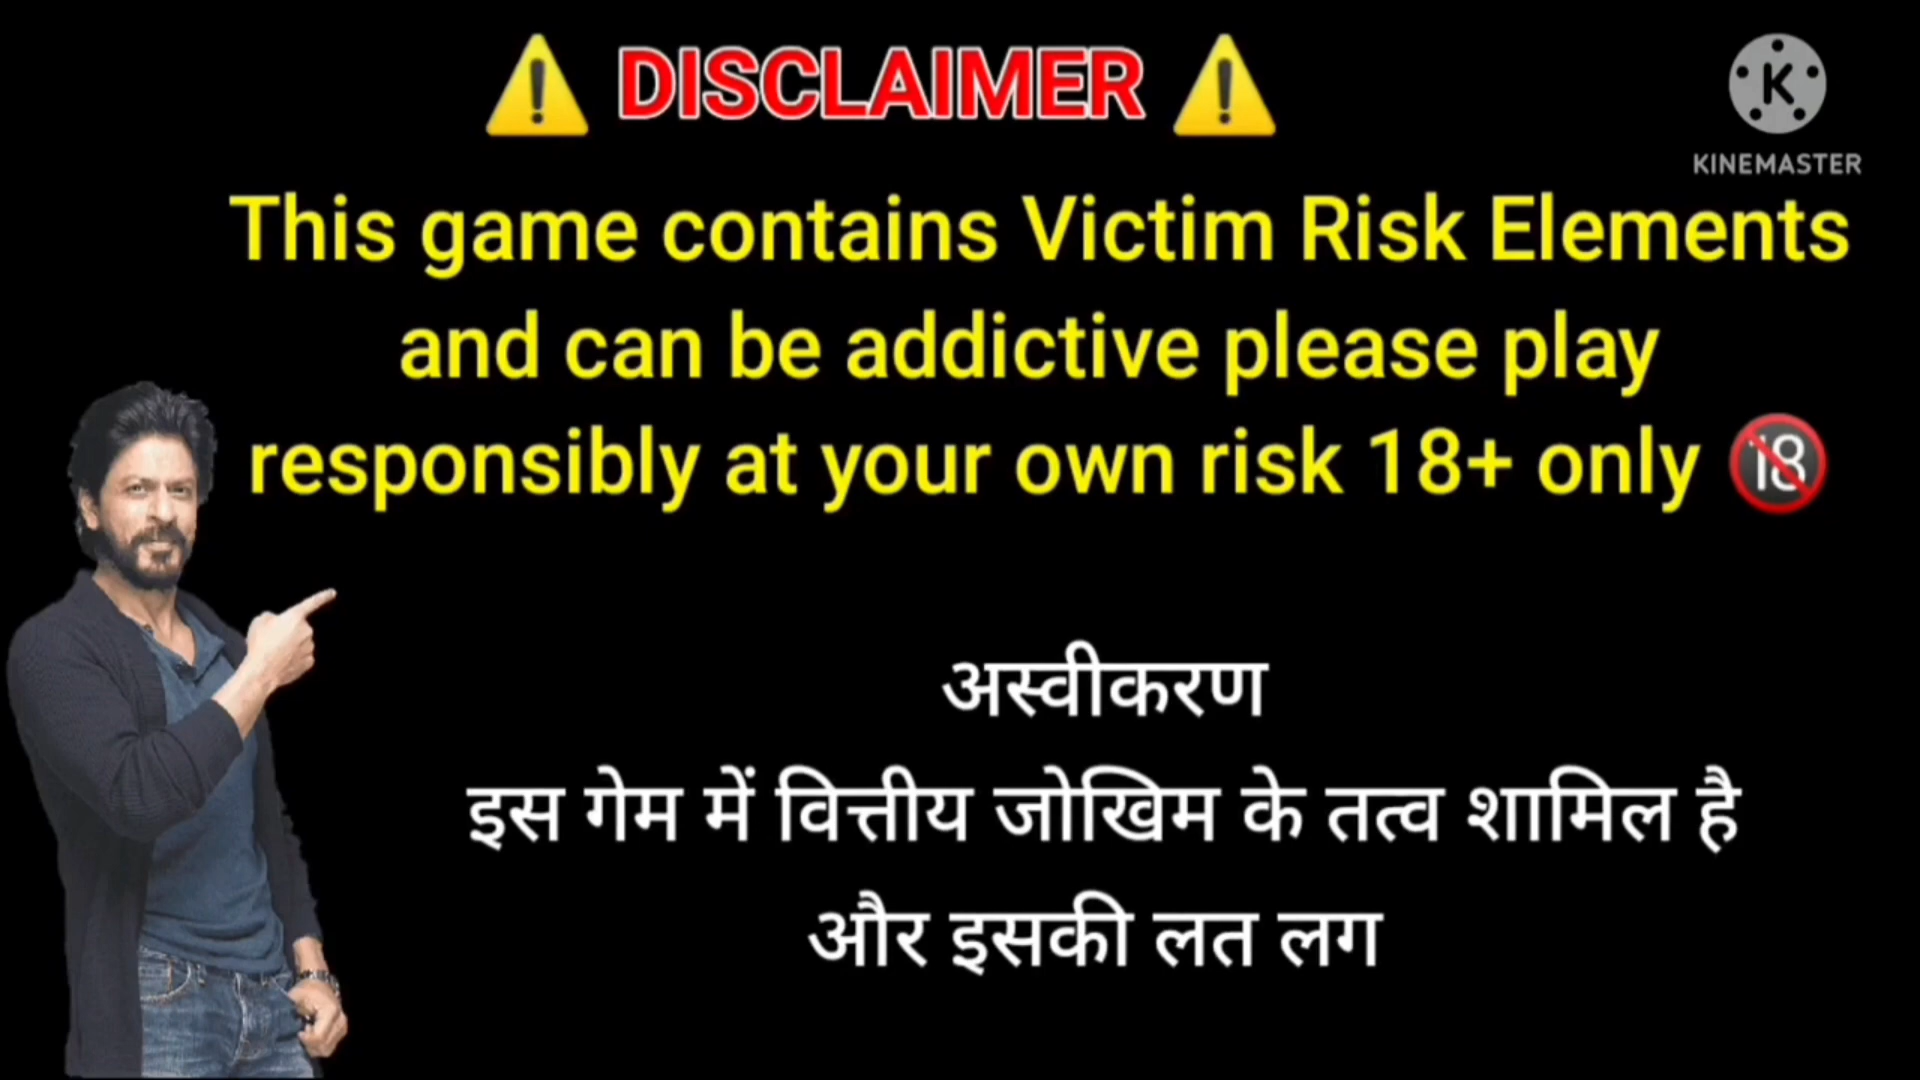 ⚠️ DISCLAIMER ⚠️
KINEMASTER
This game contains Victim Risk Elements
and can be addictive please play
responsibly at your own risk 18+ only 🔞
अस्वीकरण
इस गेम में वित्तीय जोखिम के तत्व शामिल है
और इसकी लत लग